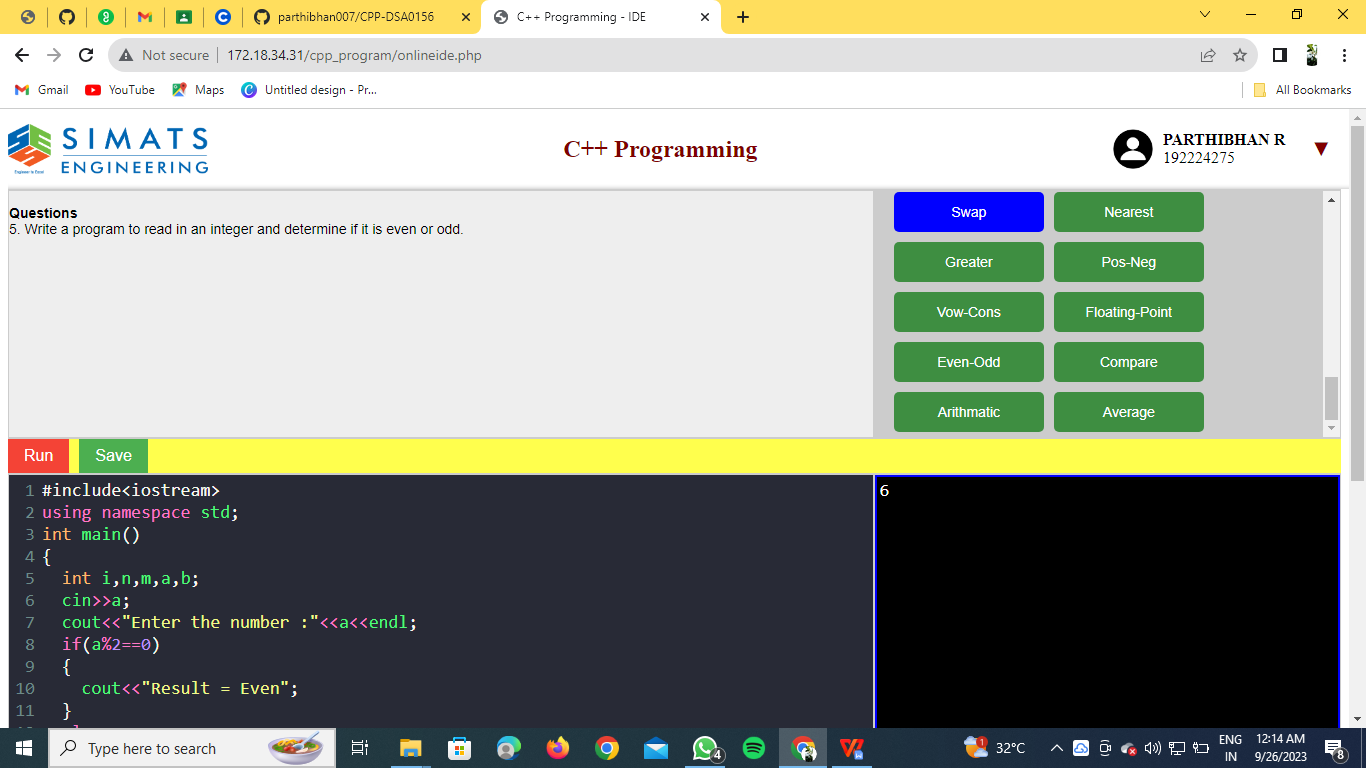 parthibhan007/CPP-DSA0156
C++ Programming - IDE
Not secure
172.18.34.31/cpp_program/onlineide.php
Gmail
YouTube
Maps
Untitled design - Pr...
All Bookmarks
SIMATS
ENGINEERING
C++ Programming
PARTHIBHAN R
192224275
Questions
5. Write a program to read in an integer and determine if it is even or odd.
Swap
Nearest
Greater
Pos-Neg
Vow-Cons
Floating-Point
Even-Odd
Compare
Arithmatic
Average
Run
Save
1 #include<iostream>
2 using namespace std;
3 int main()
4 {
5 int i,n,m,a,b;
6 cin>>a;
7 cout<<"Enter the number :"<<a<<endl;
8 if(a%2==0)
9 {
10 cout<<"Result = Even";
11 }
6
Type here to search
4
1
32°C
ENG
IN
12:14 AM
9/26/2023
8